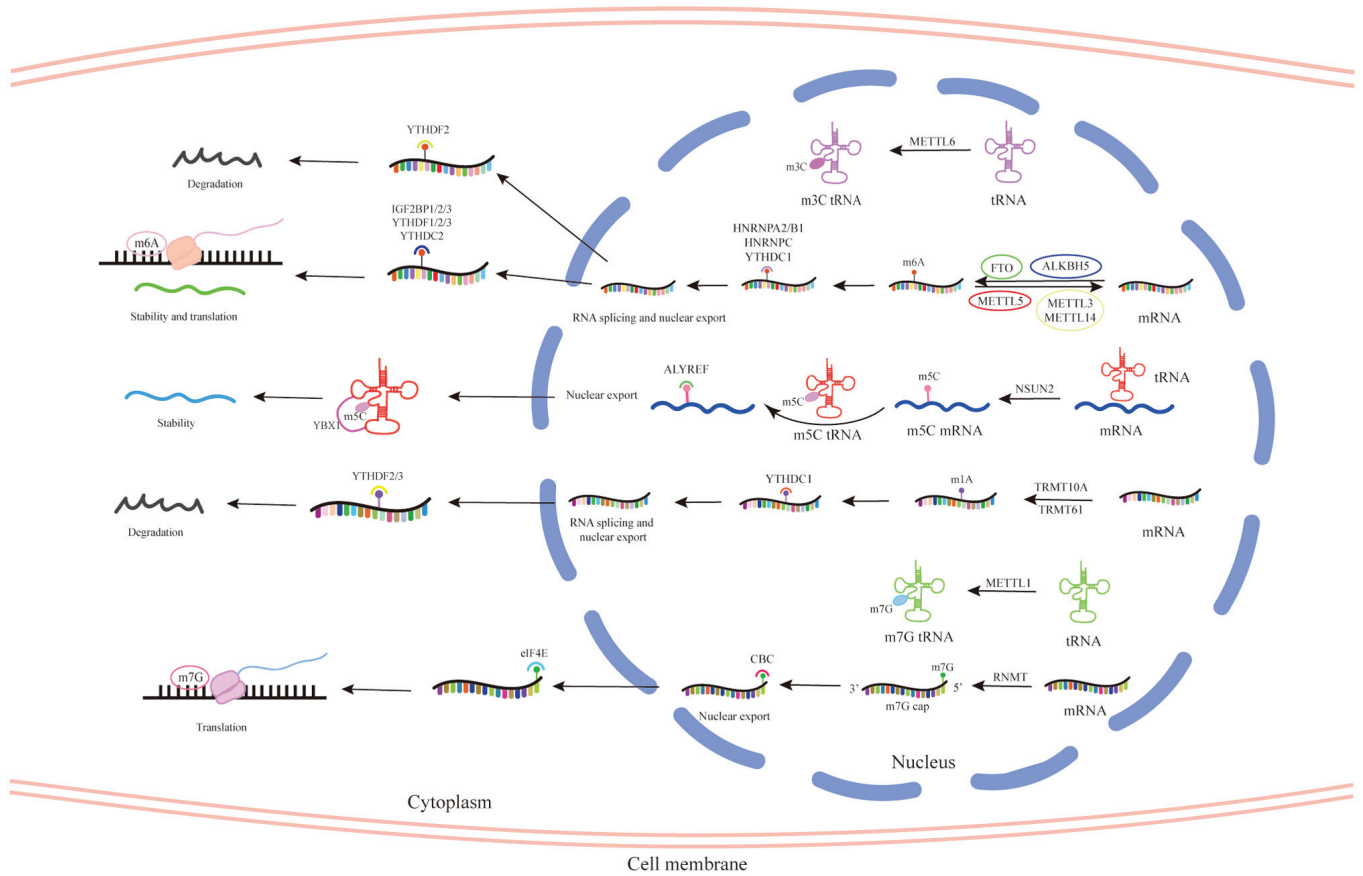 METTL6
m3C
m3C tRNA
tRNA
YTHDF2
Degradation
IGF2BP1/2/3
YTHDF1/2/3
YTHDC2
m6A
Stability and translation
RNA splicing and nuclear export
HNRNPA2/B1
HNRNPC
YTHDC1
m6A
FTO
ALKBH5
METTL5
METTL3
METTL14
mRNA
Stability
YBX1
m5C
Nuclear export
ALYREF
m5C
m5C tRNA
m5C
m5C mRNA
NSUN2
tRNA
mRNA
Degradation
YTHDF2/3
RNA splicing and
nuclear export
YTHDC1
m1A
TRMT10A
TRMT61
mRNA
m7G
m7G tRNA
METTL1
tRNA
m7G
Translation
eIF4E
CBC
Nuclear export
m7G
3’ 5’
m7G cap
RNMT
mRNA
Nucleus
Cytoplasm
Cell membrane